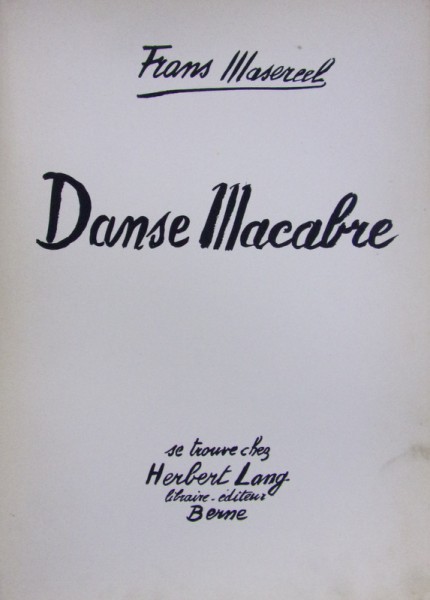 Frans Masereel
Danse Macabre
se trouve chez
Herbert Lang
libraire-éditeur
Berne